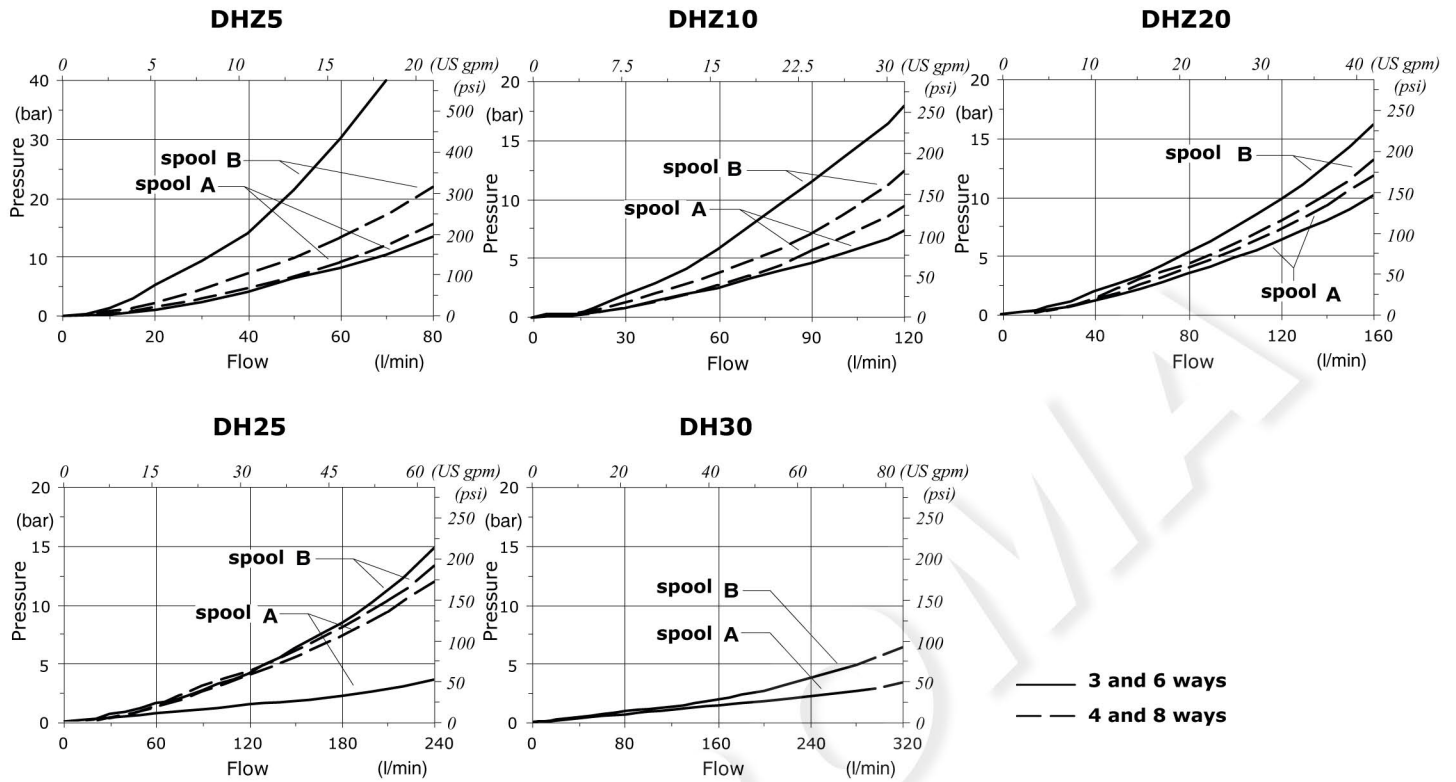 DHZ5
0 5 10 15 20 (US gpm)
(psi)
40
(bar)
30
20
10
0
500
400
300
200
100
0
Pressure
spool B
spool A
0 20 40 60 80
Flow (l/min)
DHZ10
0 7.5 15 22.5 30 (US gpm)
(psi)
20
(bar)
15
10
5
0
250
200
150
100
50
0
Pressure
spool B
spool A
0 30 60 90 120
Flow (l/min)
DHZ20
0 10 20 30 40 (US gpm)
(psi)
20
(bar)
15
10
5
0
250
200
150
100
50
0
Pressure
spool B
spool A
0 40 80 120 160
Flow (l/min)
DH25
0 15 30 45 60 (US gpm)
(psi)
20
(bar)
15
10
5
0
250
200
150
100
50
0
Pressure
spool B
spool A
0 60 120 180 240
Flow (l/min)
DH30
0 20 40 60 80 (US gpm)
(psi)
20
(bar)
15
10
5
0
250
200
150
100
50
0
Pressure
spool B
spool A
0 80 160 240 320
Flow (l/min)
3 and 6 ways
4 and 8 ways
OMA